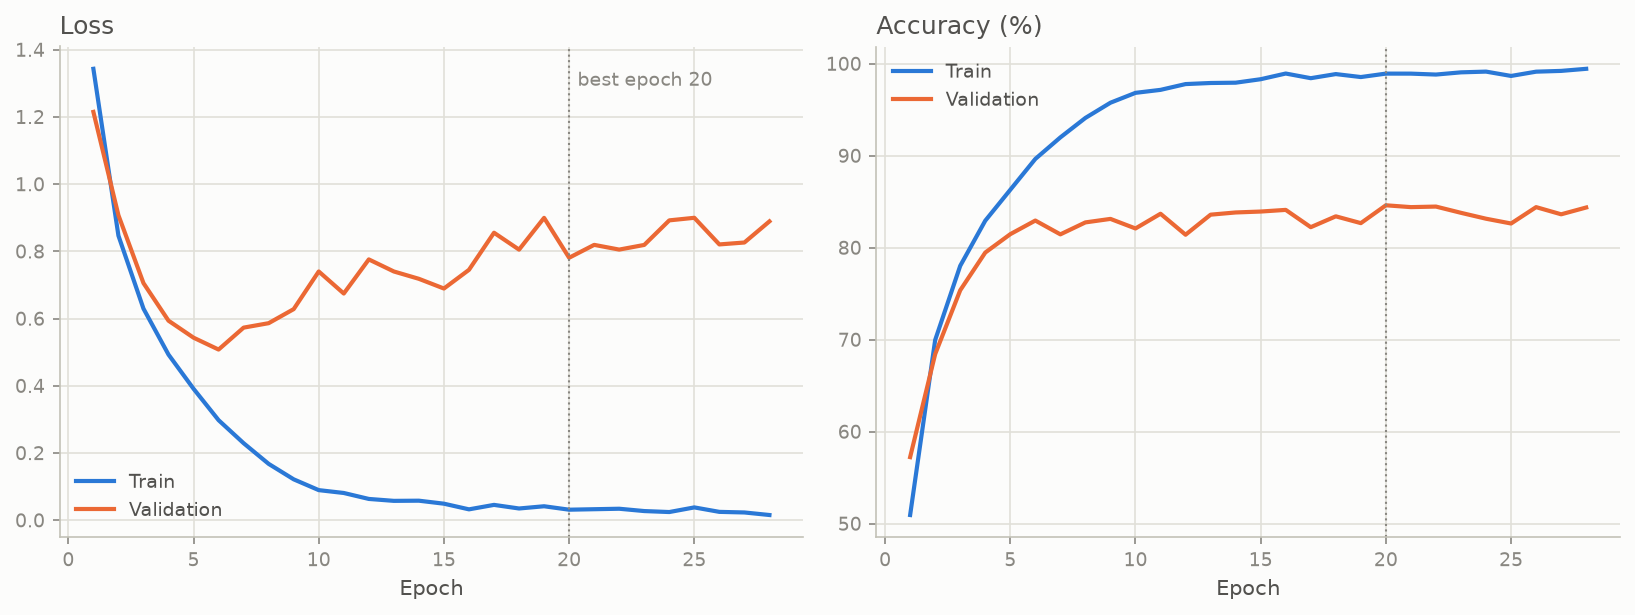 Loss
1.4
1.2
1.0
0.8
0.6
0.4
0.2
0.0
best epoch 20
Train
Validation
0 5 10 15 20 25
Epoch
Accuracy (%)
100
90
80
70
60
50
Train
Validation
0 5 10 15 20 25
Epoch